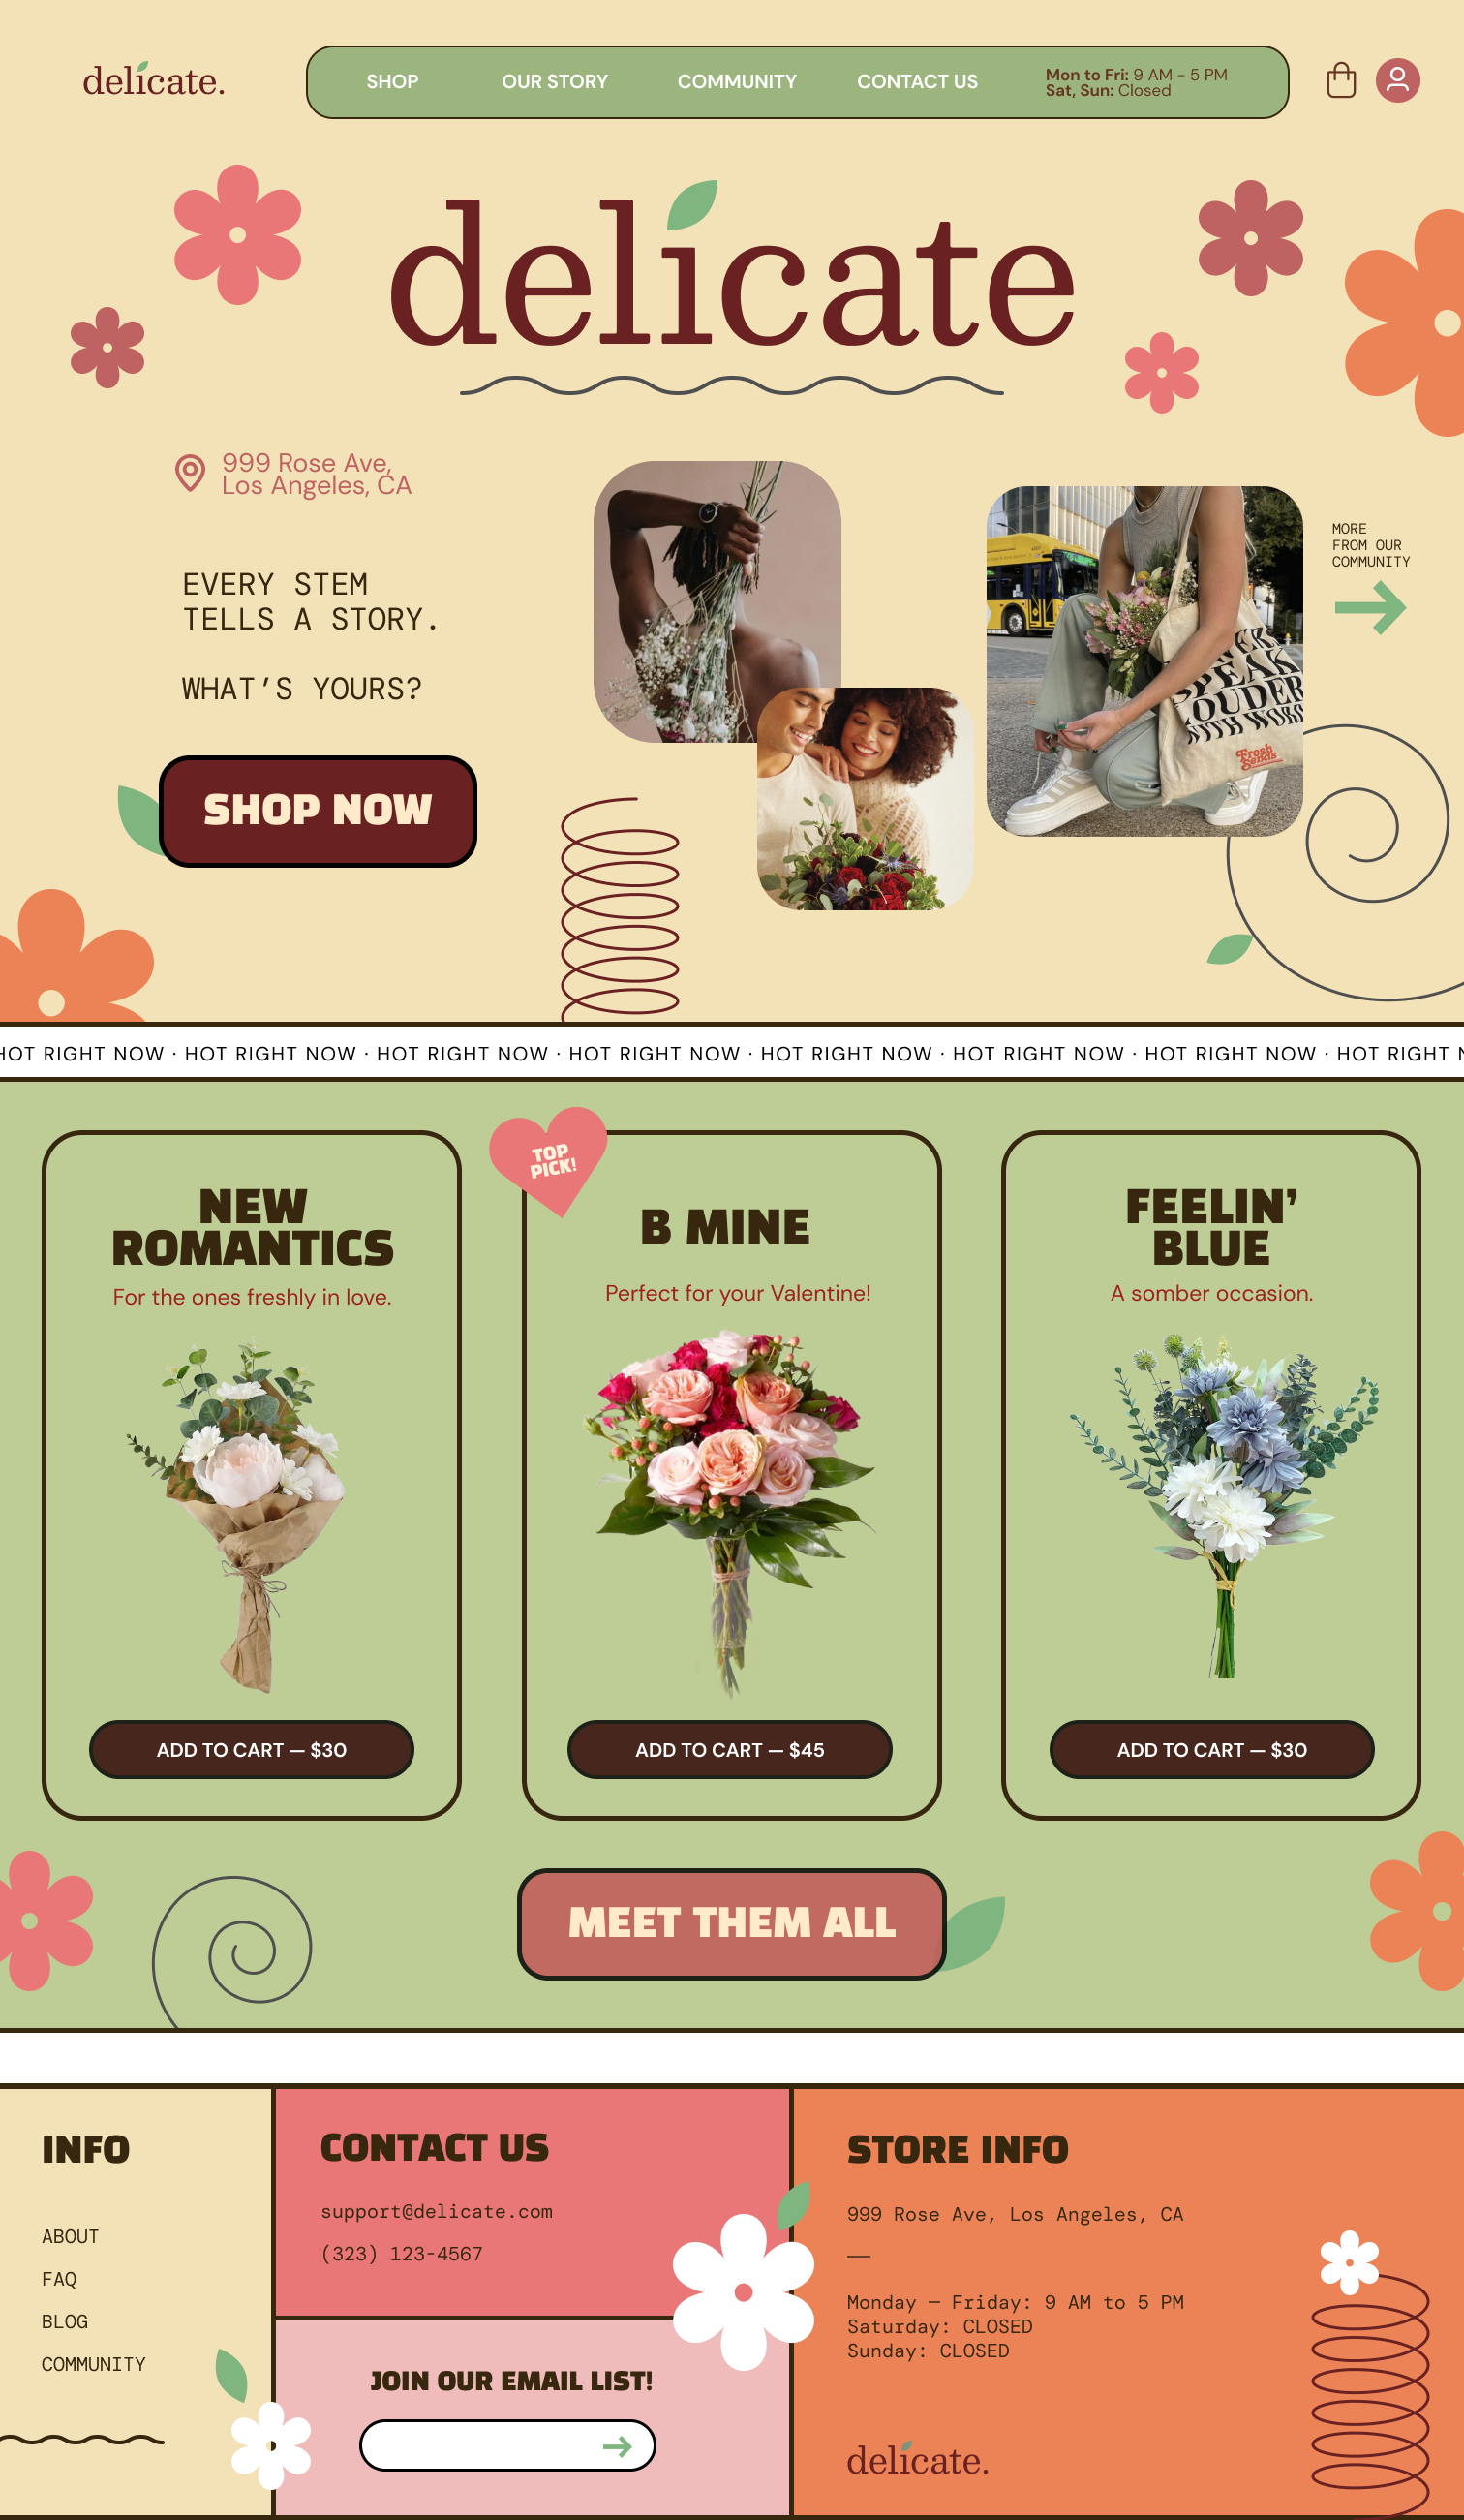 delicate.
SHOP
OUR STORY
COMMUNITY
CONTACT US
Mon to Fri: 9 AM - 5 PM
Sat, Sun: Closed
delicate
999 Rose Ave,
Los Angeles, CA
EVERY STEM
TELLS A STORY.
WHAT’S YOURS?
SHOP NOW
SPEAK
LOUDER
WITH
Fresh
Sends
MORE
FROM OUR
COMMUNITY
HOT RIGHT NOW · HOT RIGHT NOW · HOT RIGHT NOW · HOT RIGHT NOW · HOT RIGHT NOW · HOT RIGHT NOW · HOT RIGHT NOW · HOT RIGHT N
NEW
ROMANTICS
For the ones freshly in love.
ADD TO CART — $30
TOP
PICK!
B MINE
Perfect for your Valentine!
ADD TO CART — $45
FEELIN’
BLUE
A somber occasion.
ADD TO CART — $30
MEET THEM ALL
INFO
ABOUT
FAQ
BLOG
COMMUNITY
CONTACT US
support@delicate.com
(323) 123-4567
JOIN OUR EMAIL LIST!
STORE INFO
999 Rose Ave, Los Angeles, CA
—
Monday — Friday: 9 AM to 5 PM
Saturday: CLOSED
Sunday: CLOSED
delicate.